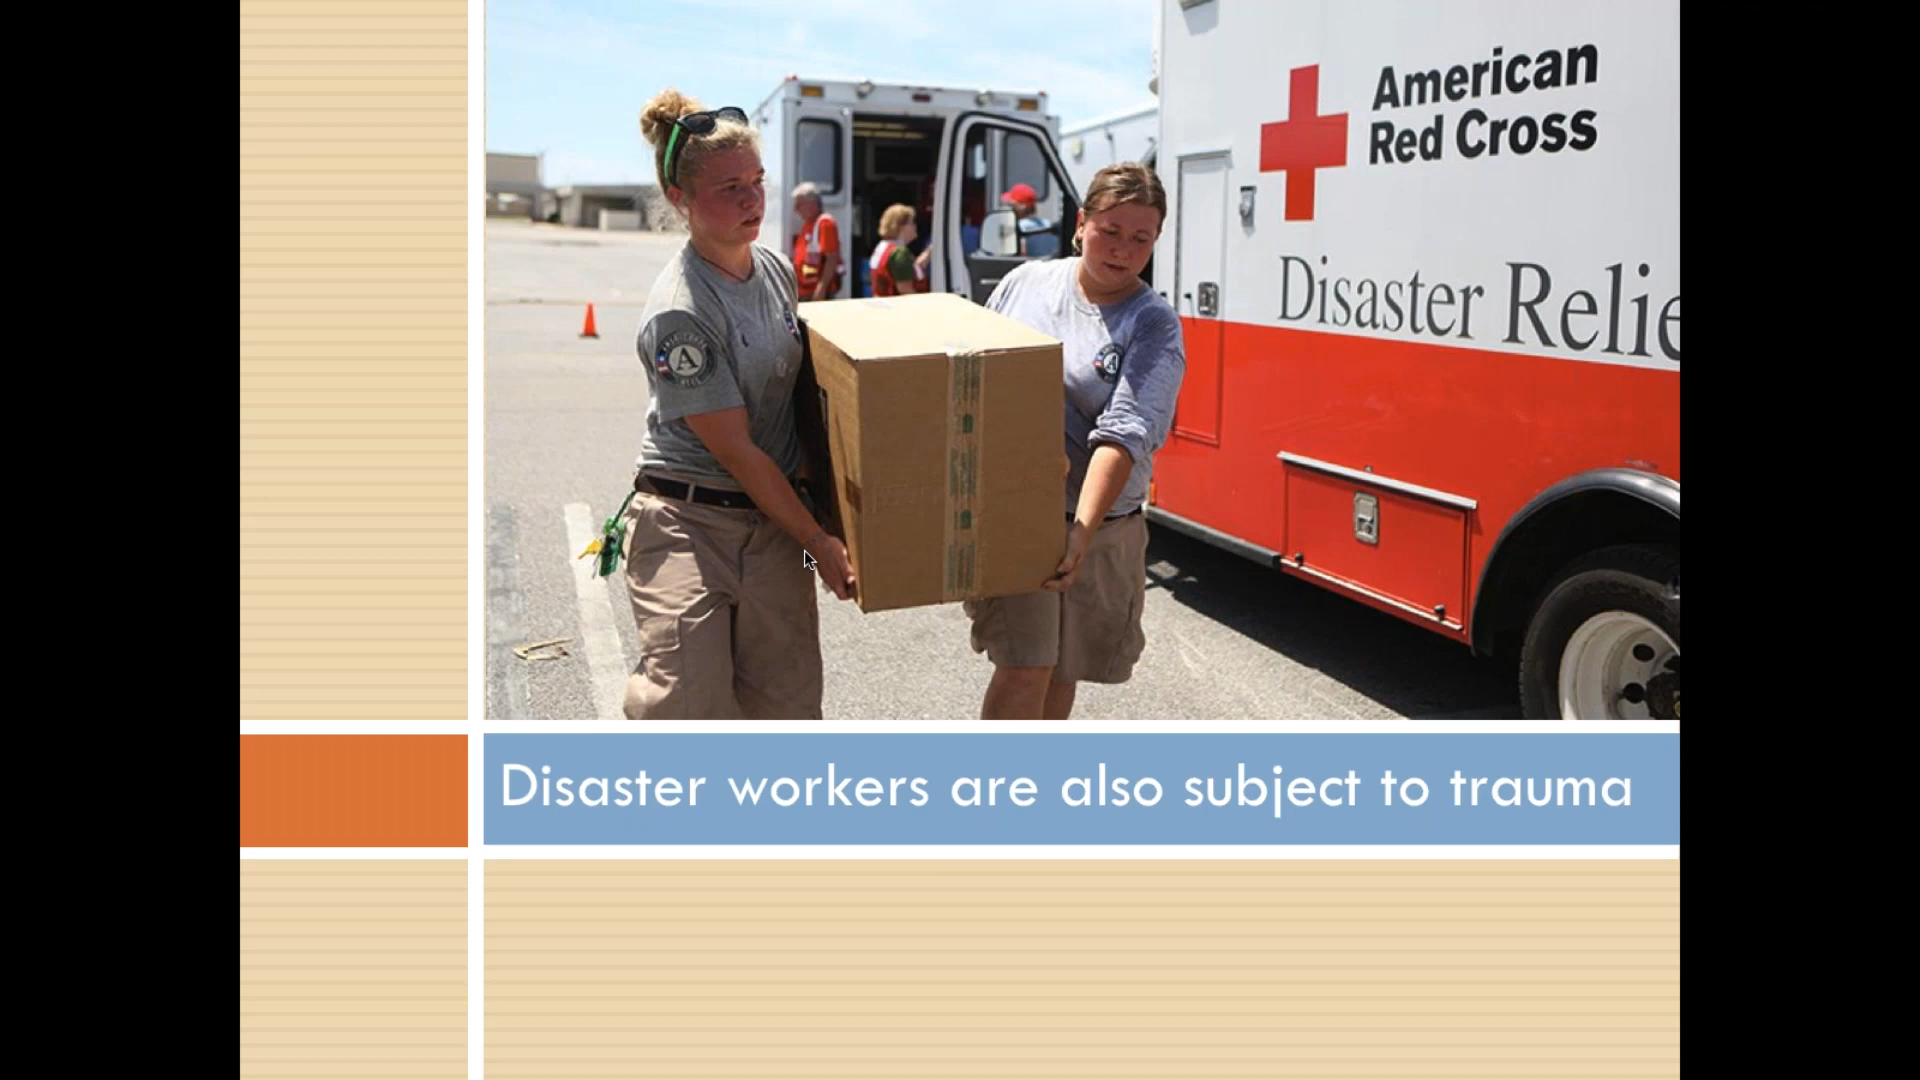 American
Red Cross
Disaster Relie
A
A
Disaster workers are also subject to trauma